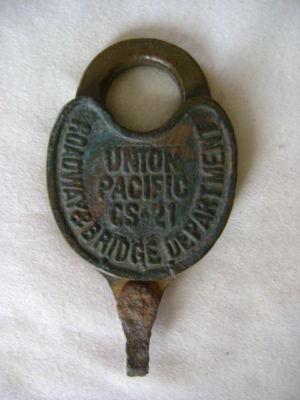 UNION
PACIFIC
CS-21
ROADWAY & BRIDGE DEPARTMENT